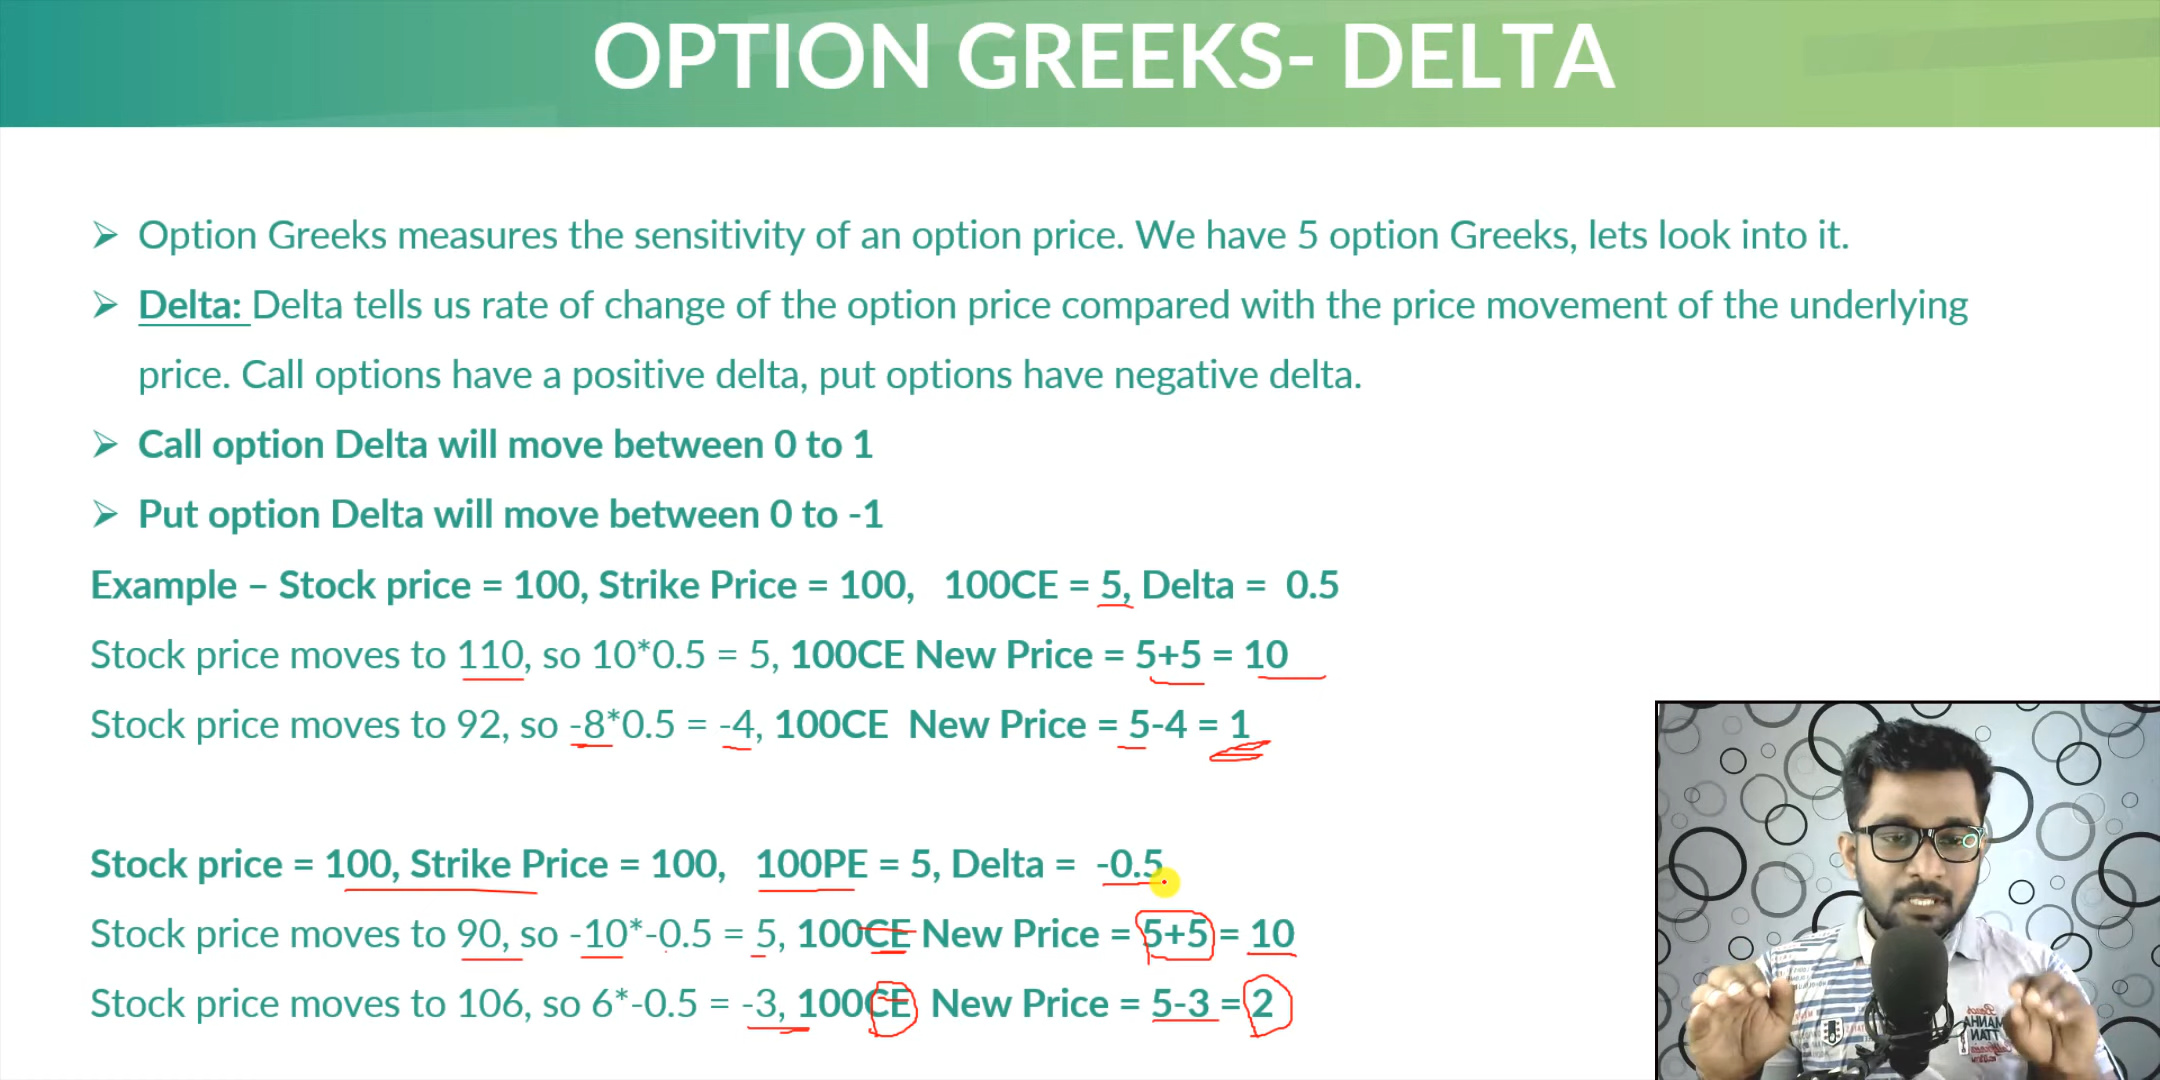 OPTION GREEKS- DELTA
➢ Option Greeks measures the sensitivity of an option price. We have 5 option Greeks, lets look into it.
➢ Delta: Delta tells us rate of change of the option price compared with the price movement of the underlying
price. Call options have a positive delta, put options have negative delta.
➢ Call option Delta will move between 0 to 1
➢ Put option Delta will move between 0 to -1
Example – Stock price = 100, Strike Price = 100, 100CE = 5, Delta = 0.5
Stock price moves to 110, so 10*0.5 = 5, 100CE New Price = 5+5 = 10
Stock price moves to 92, so -8*0.5 = -4, 100CE New Price = 5-4 = 1
Stock price = 100, Strike Price = 100, 100PE = 5, Delta = -0.5
Stock price moves to 90, so -10*-0.5 = 5, 100CE New Price = 5+5 = 10
Stock price moves to 106, so 6*-0.5 = -3, 100CE New Price = 5-3 = 2
MANHA
TTAN